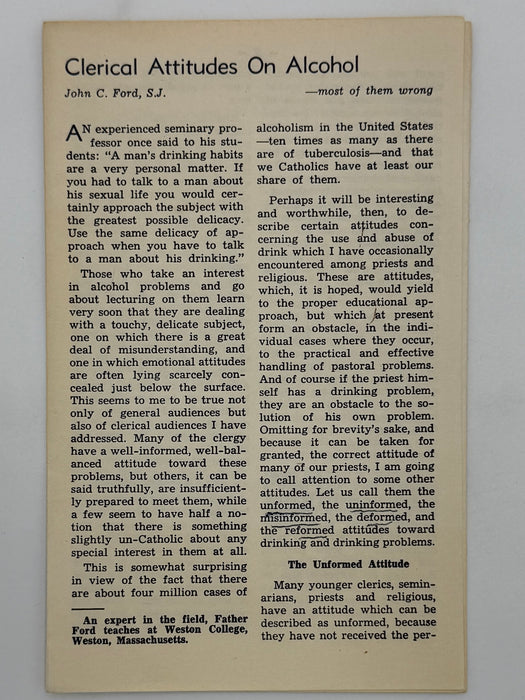 Clerical Attitudes On Alcohol
John C. Ford, S.J.
—most of them wrong
AN experienced seminary pro-
fessor once said to his stu-
dents: "A man's drinking habits
are a very personal matter. If
you had to talk to a man about
his sexual life you would cer-
tainly approach the subject with
the greatest possible delicacy.
Use the same delicacy of ap-
proach when you have to talk
to a man about his drinking."
Those who take an interest
in alcohol problems and go
about lecturing on them learn
very soon that they are dealing
with a touchy, delicate subject,
one on which there is a great
deal of misunderstanding, and
one in which emotional attitudes
are often lying scarcely con-
cealed just below the surface.
This seems to me to be true not
only of general audiences but
also of clerical audiences I have
addressed. Many of the clergy
have a well-informed, well-bal-
anced attitude toward these
problems, but others, it can be
said truthfully, are insufficient-
ly prepared to meet them, while
a few seem to have half a no-
tion that there is something
slightly un-Catholic about any
special interest in them at all.
This is somewhat surprising
in view of the fact that there
are about four million cases of
An expert in the field, Father
Ford teaches at Weston College,
Weston, Massachusetts.
alcoholism in the United States
—ten times as many as there
are of tuberculosis—and that
we Catholics have at least our
share of them.
Perhaps it will be interesting
and worthwhile, then, to de-
scribe certain attitudes con-
cerning the use and abuse of
drink which I have occasionally
encountered among priests and
religious. These are attitudes,
which, it is hoped, would yield
to the proper educational ap-
proach, but which at present
form an obstacle, in the indi-
vidual cases where they occur,
to the practical and effective
handling of pastoral problems.
And of course if the priest him-
self has a drinking problem,
they are an obstacle to the so-
lution of his own problem.
Omitting for brevity's sake, and
because it can be taken for
granted, the correct attitude of
many of our priests, I am going
to call attention to some other
attitudes. Let us call them the
unformed, the uninformed, the
misinformed, the deformed, and
the reformed attitudes toward
drinking and drinking problems.
The Unformed Attitude
Many younger clerics, semin-
arians, priests and religious,
have an attitude which can be
described as unformed, because
they have not received the per-